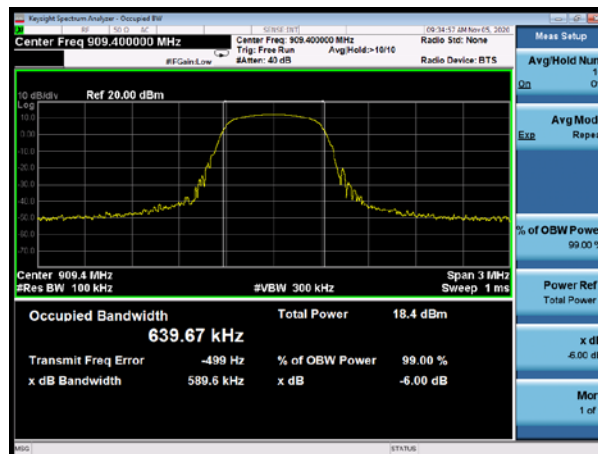 Keysight Spectrum Analyzer - Occupied BW
RF 50 Ω AC SENSE:INT 09:34:57 AM Nov 05, 2020
Center Freq 909.400000 MHz
Center Freq: 909.400000 MHz
Radio Std: None
Trig: Free Run Avg|Hold:>10/10
#IFGain:Low #Atten: 40 dB Radio Device: BTS
10 dB/div Ref 20.00 dBm
Log
10.0
0.00
-10.0
-20.0
-30.0
-40.0
-50.0
-60.0
-70.0
Center 909.4 MHz Span 3 MHz
#Res BW 100 kHz #VBW 300 kHz Sweep 1 ms
Occupied Bandwidth Total Power 18.4 dBm
639.67 kHz
Transmit Freq Error -499 Hz % of OBW Power 99.00 %
x dB Bandwidth 589.6 kHz x dB -6.00 dB
MSG STATUS
Meas Setup
Avg/Hold Num
1
On O
Avg Mod
Exp Repea
% of OBW Powe
99.00 %
Power Ref
Total Power
x dB
-6.00 dB
Mor
1 of